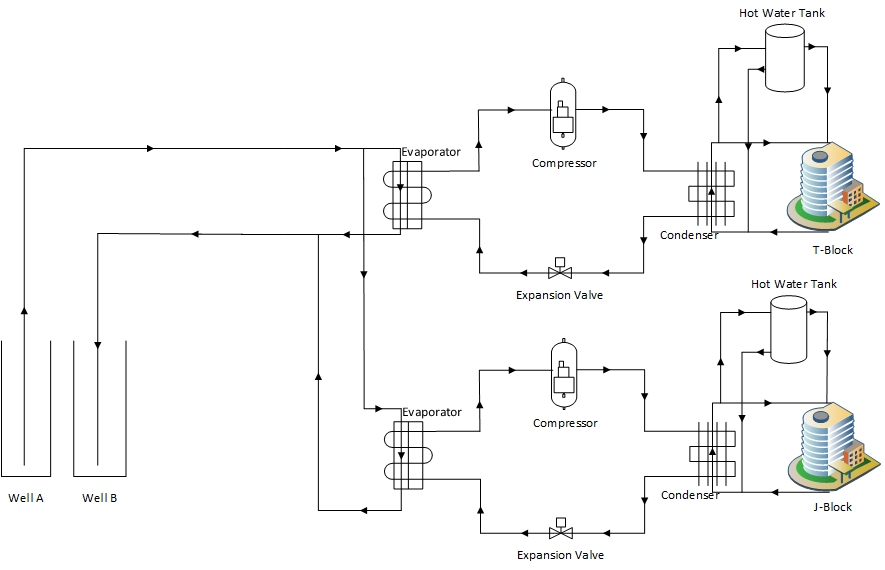 Hot Water Tank
Evaporator
Compressor
Condenser
T-Block
Expansion Valve
Hot Water Tank
Evaporator
Compressor
Well A
Well B
Condenser
J-Block
Expansion Valve